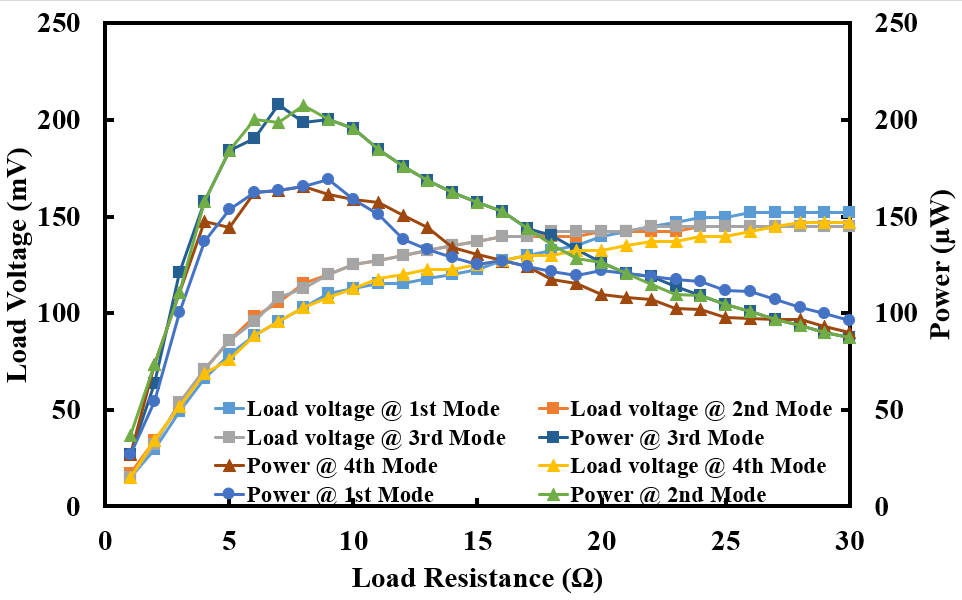 250 250
200 200
150 150
100 100
50 50
0 0
Load Voltage (mV)
Power (µW)
Load voltage @ 1st Mode Load voltage @ 2nd Mode
Load voltage @ 3rd Mode Power @ 3rd Mode
Power @ 4th Mode Load voltage @ 4th Mode
Power @ 1st Mode Power @ 2nd Mode
0 5 10 15 20 25 30
Load Resistance (Ω)